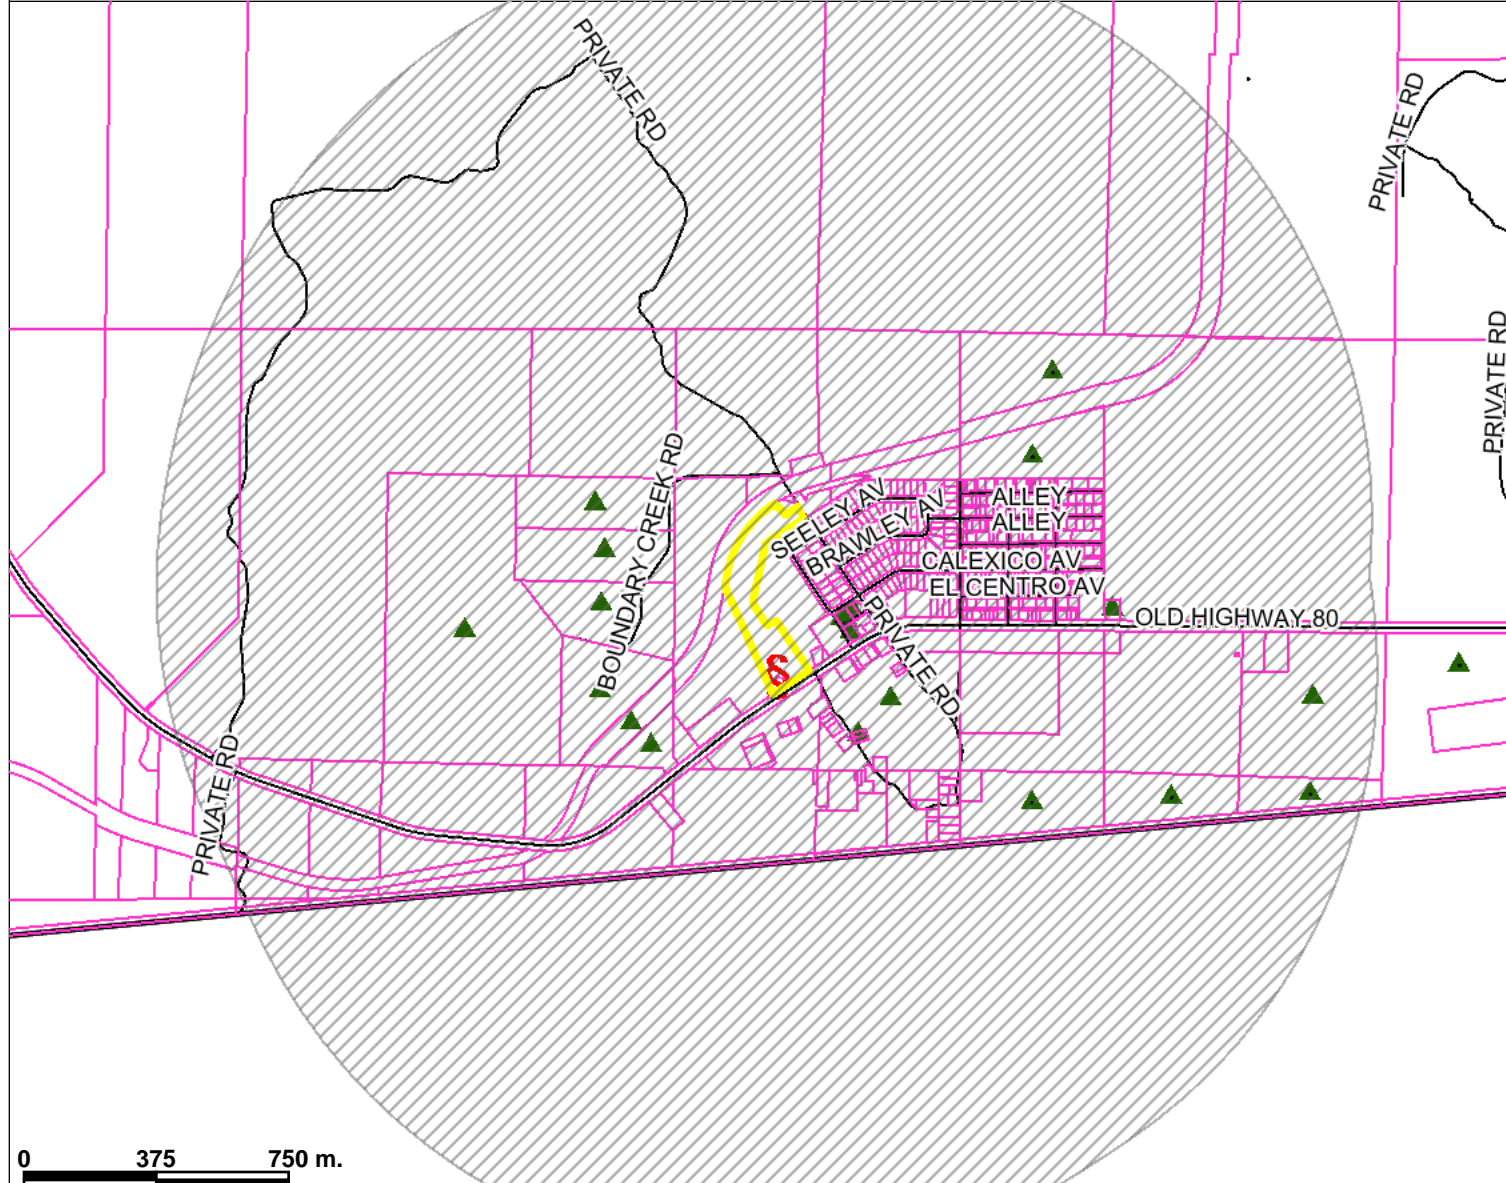 PRIVATE RD
PRIVATE RD
PRIVATE RD
BOUNDARY CREEK RD
SEELEY AV
BRAWLEY AV
ALLEY
ALLEY
CALEXICO AV
EL CENTRO AV
OLD HIGHWAY 80
PRIVATE RD
PRIVATE RD
0 375 750 m.